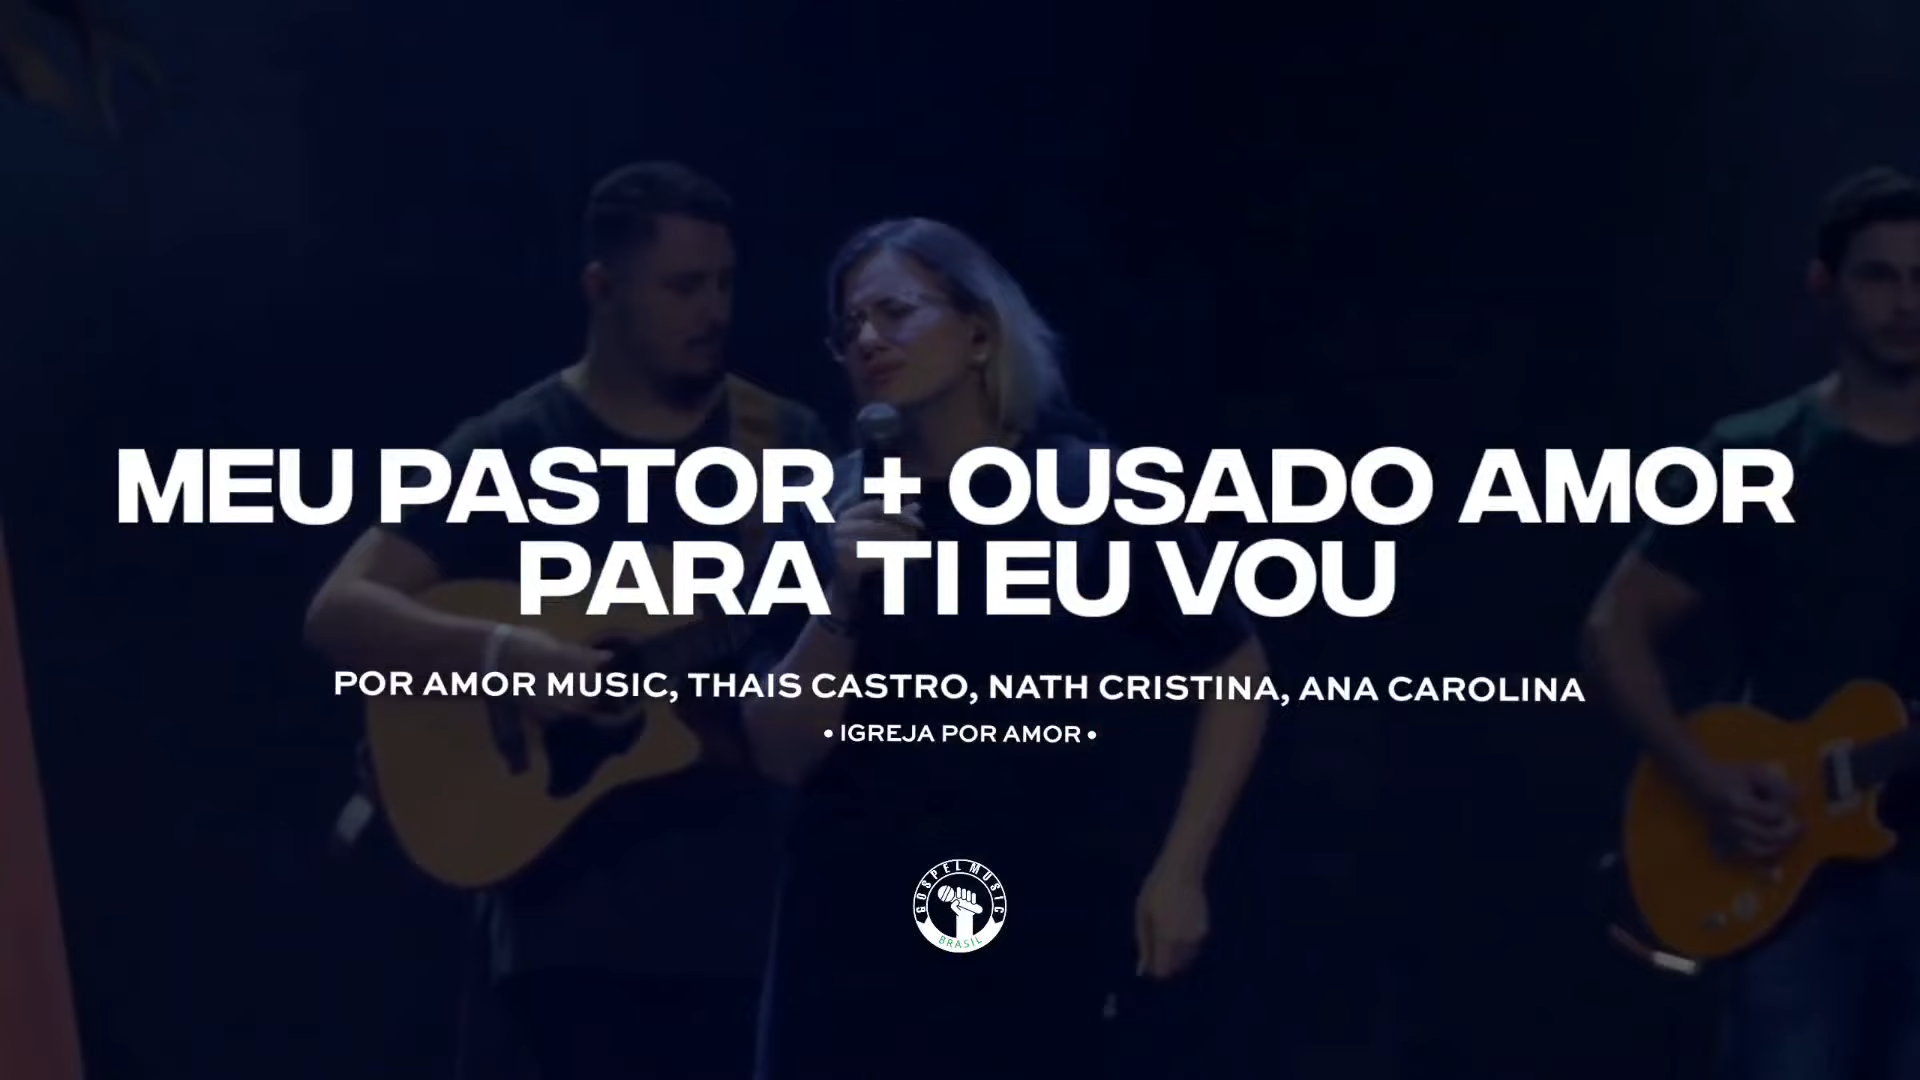 MEU PASTOR + OUSADO AMOR
PARA TI EU VOU
POR AMOR MUSIC, THAIS CASTRO, NATH CRISTINA, ANA CAROLINA
• IGREJA POR AMOR •
GOSPEL MUSIC
BRASIL